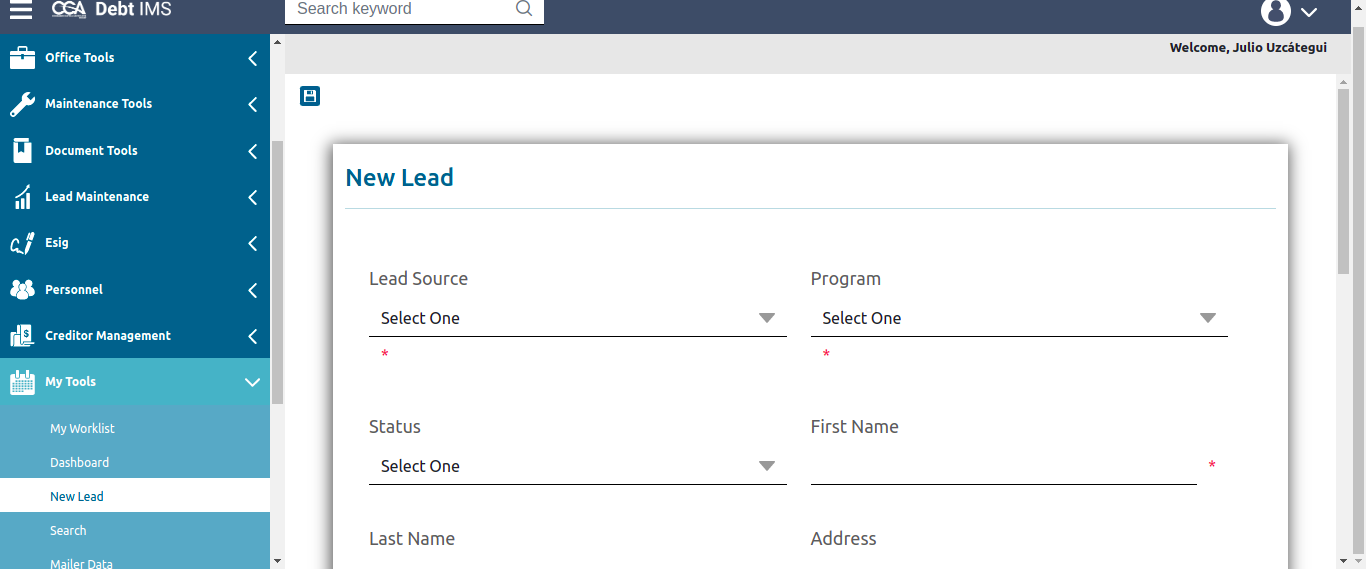 CGA Debt IMS
Search keyword
Welcome, Julio Uzcátegui
Office Tools
Maintenance Tools
Document Tools
Lead Maintenance
Esig
Personnel
Creditor Management
My Tools
My Worklist
Dashboard
New Lead
Search
Mailer Data
New Lead
Lead Source
Program
Select One
Select One
*
*
Status
First Name
Select One
*
Last Name
Address